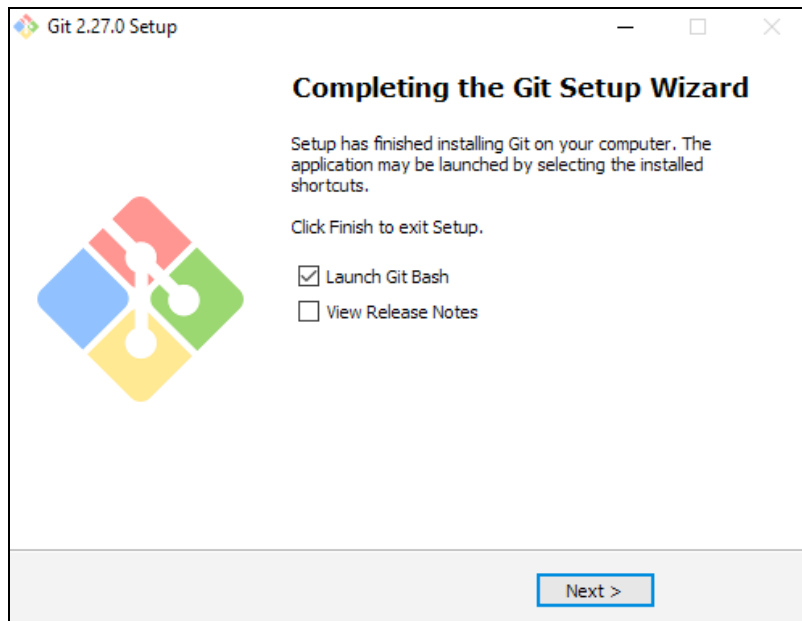 Git 2.27.0 Setup
Completing the Git Setup Wizard
Setup has finished installing Git on your computer. The
application may be launched by selecting the installed
shortcuts.
Click Finish to exit Setup.
Launch Git Bash
View Release Notes
Next >